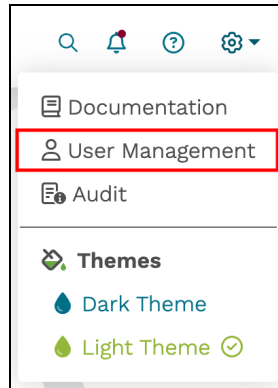 Documentation
User Management
Audit
Themes
Dark Theme
Light Theme